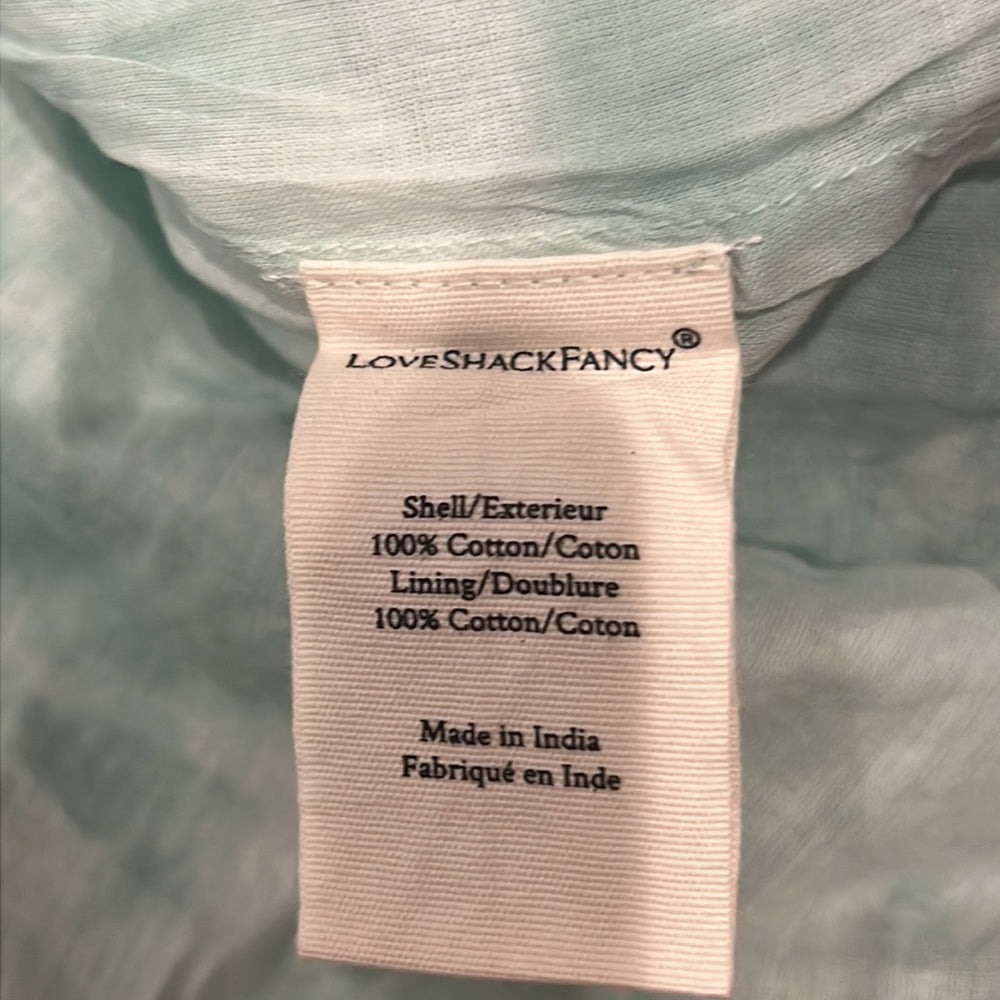 LOVESHACKFANCY®
Shell/Exterieur
100% Cotton/Coton
Lining/Doublure
100% Cotton/Coton
Made in India
Fabriqué en Inde